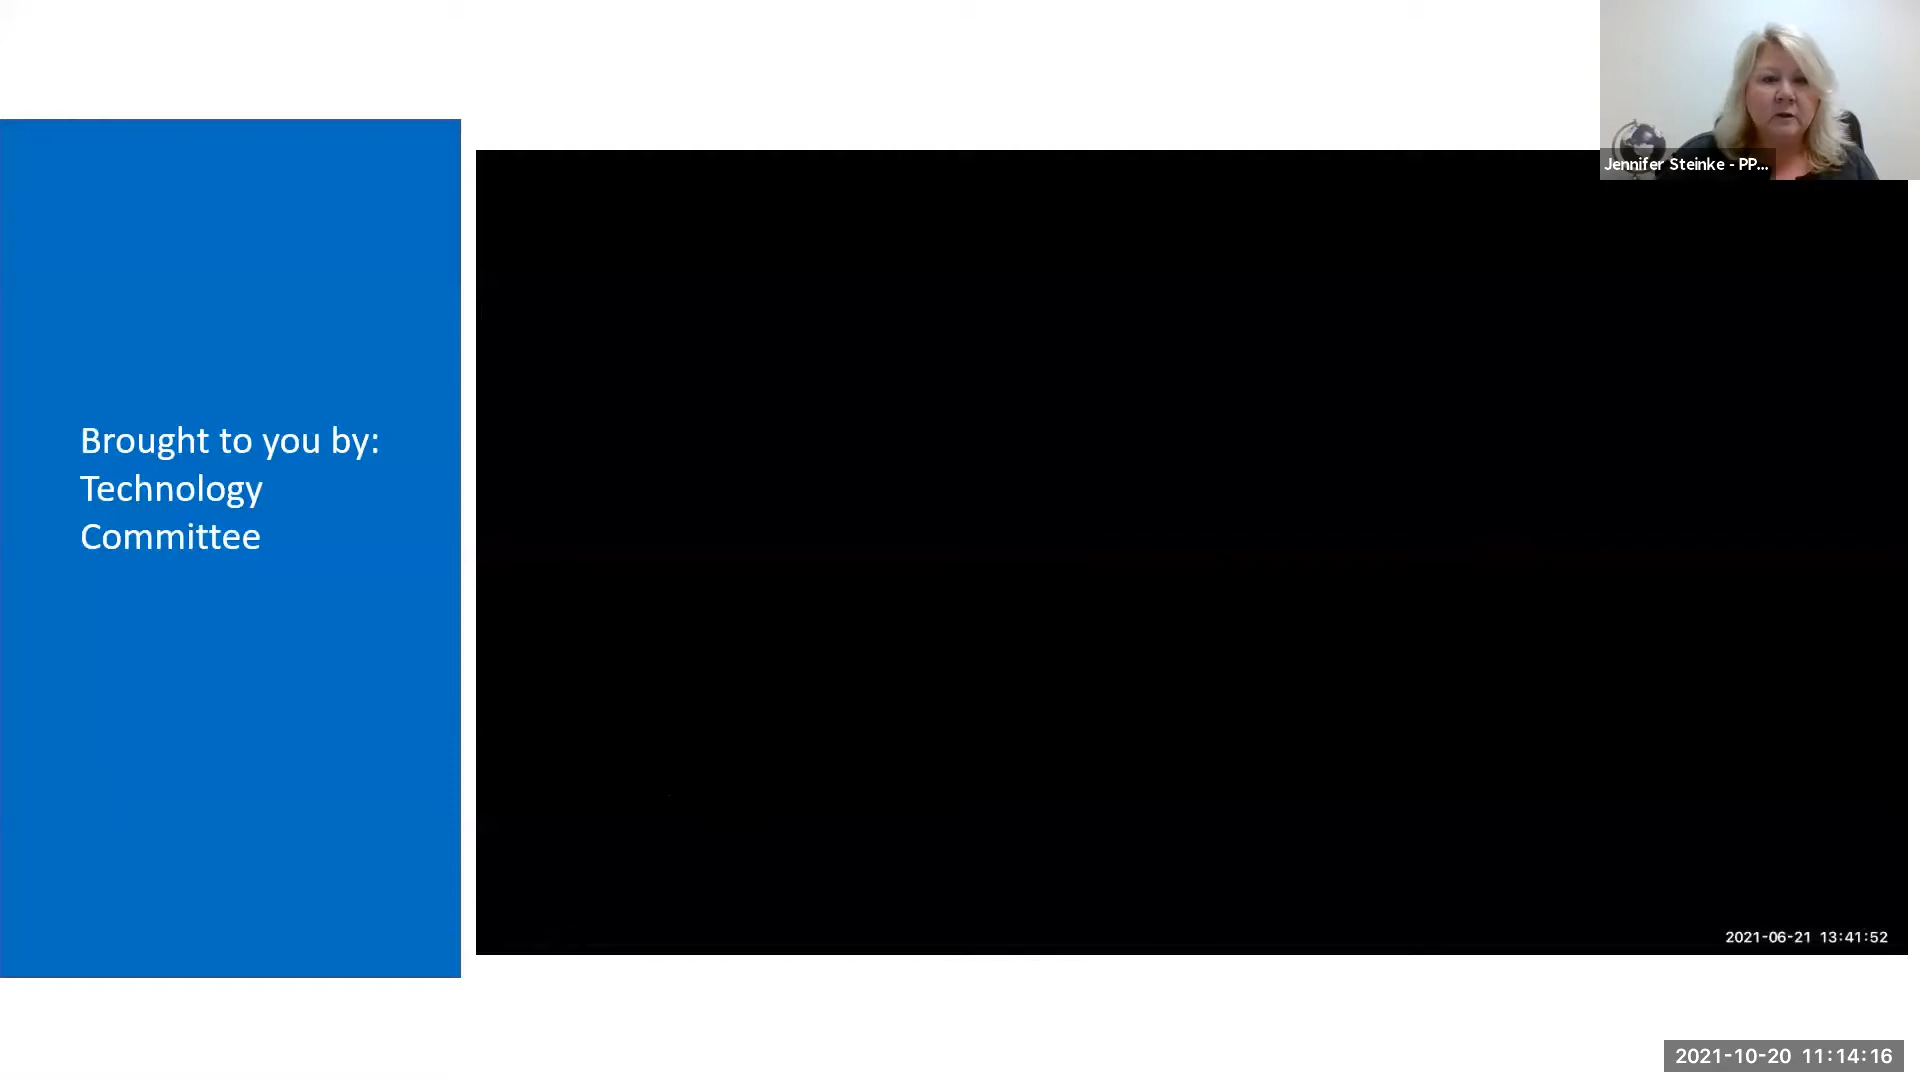 Jennifer Steinke - PP...
Brought to you by:
Technology
Committee
2021-06-21 13:41:52
2021-10-20 11:14:16